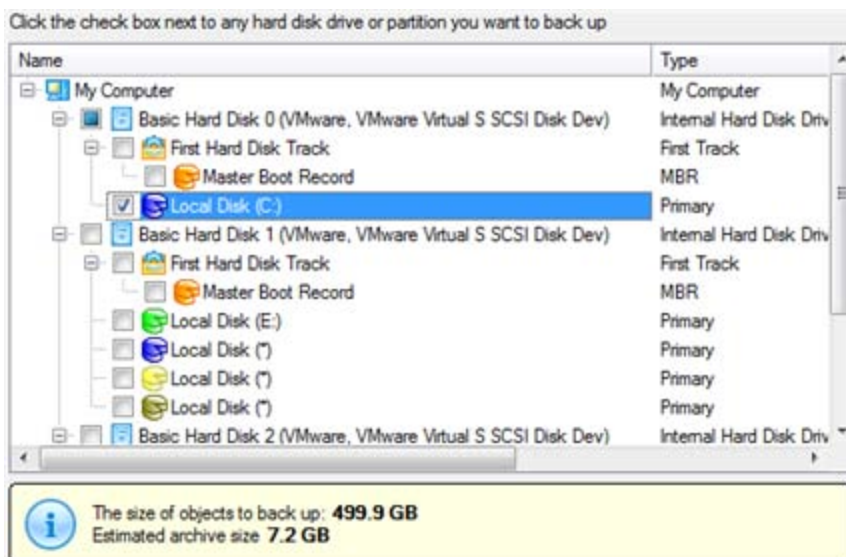 Click the check box next to any hard disk drive or partition you want to back up
Name Type
My Computer My Computer
Basic Hard Disk 0 (VMware, VMware Virtual S SCSI Disk Dev) Internal Hard Disk Driv
First Hard Disk Track First Track
Master Boot Record MBR
Local Disk (C:) Primary
Basic Hard Disk 1 (VMware, VMware Virtual S SCSI Disk Dev) Internal Hard Disk Driv
First Hard Disk Track First Track
Master Boot Record MBR
Local Disk (E:) Primary
Local Disk (*) Primary
Local Disk (*) Primary
Local Disk (*) Primary
Basic Hard Disk 2 (VMware, VMware Virtual S SCSI Disk Dev) Internal Hard Disk Driv
The size of objects to back up: 499.9 GB
Estimated archive size 7.2 GB